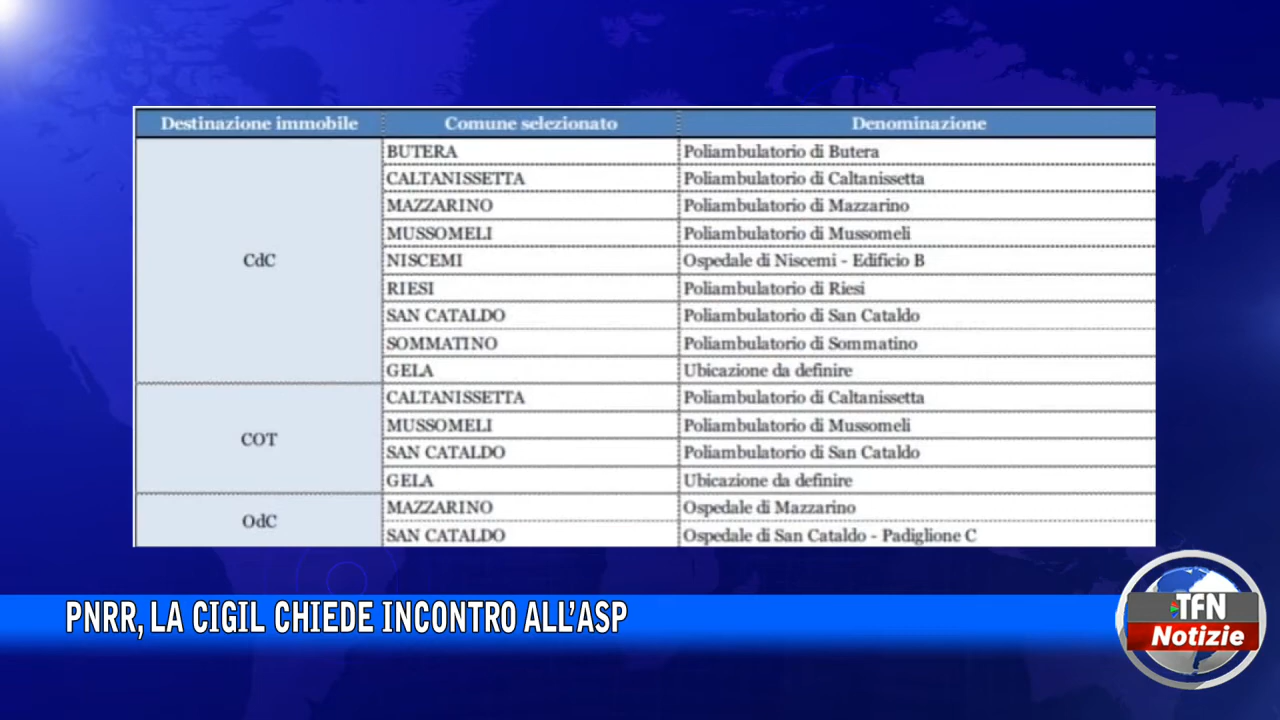 Destinazione immobile Comune selezionato Denominazione
CdC
BUTERA Poliambulatorio di Butera
CALTANISSETTA Poliambulatorio di Caltanissetta
MAZZARINO Poliambulatorio di Mazzarino
MUSSOMELI Poliambulatorio di Mussomeli
NISCEMI Ospedale di Niscemi - Edificio B
RIESI Poliambulatorio di Riesi
SAN CATALDO Poliambulatorio di San Cataldo
SOMMATINO Poliambulatorio di Sommatino
GELA Ubicazione da definire
COT
CALTANISSETTA Poliambulatorio di Caltanissetta
MUSSOMELI Poliambulatorio di Mussomeli
SAN CATALDO Poliambulatorio di San Cataldo
GELA Ubicazione da definire
OdC
MAZZARINO Ospedale di Mazzarino
SAN CATALDO Ospedale di San Cataldo - Padiglione C
PNRR, LA CIGIL CHIEDE INCONTRO ALL'ASP
TFN
Notizie